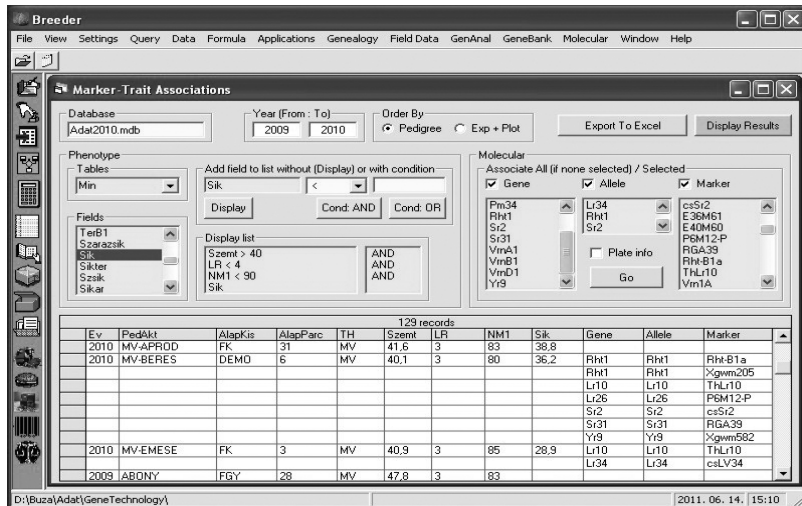 Breeder
File View Settings Query Data Formula Applications Genealogy Field Data GenAnal GeneBank Molecular Window Help
Marker-Trait Associations
Database
Adat2010.mdb
Year (From : To)
2009 2010
Order By
Pedigree Exp + Plot
Export To Excel
Display Results
Phenotype
Tables
Min
Fields
TerB1
Szarazsik
Sik
Sikter
Szsik
Sikar
Add field to list without (Display) or with condition
Sik <
Display Cond: AND Cond: OR
Display list
Szemt > 40 AND
LR < 4 AND
NM1 < 90 AND
Sik
Molecular
Associate All (if none selected) / Selected
Gene Allele Marker
Pm34
Rht1
Sr2
Sr31
VrnA1
VrnB1
VrnD1
Yr9
Lr34
Rht1
Sr2
Plate info
Go
csSr2
E36M61
E40M60
P6M12-P
RGA39
Rht-B1a
ThLr10
Vrn1A
129 records
Ev PedAkt AlapKis AlapParc TH Szemt LR NM1 Sik Gene Allele Marker
2010 MV-APROD FK 31 MV 41,6 3 83 38,8
2010 MV-BERES DEMO 6 MV 40,1 3 80 36,2 Rht1 Rht1 Rht-B1a
Rht1 Rht1 Xgwm205
Lr10 Lr10 ThLr10
Lr26 Lr26 P6M12-P
Sr2 Sr2 csSr2
Sr31 Sr31 RGA39
Yr9 Yr9 Xgwm582
2010 MV-EMESE FK 3 MV 40,9 3 85 28,9 Lr10 Lr10 ThLr10
Lr34 Lr34 csLV34
2009 ABONY FGY 28 MV 47,8 3 83
D:\Buza\Adat\GeneTechnology\ 2011. 06. 14. 15:10